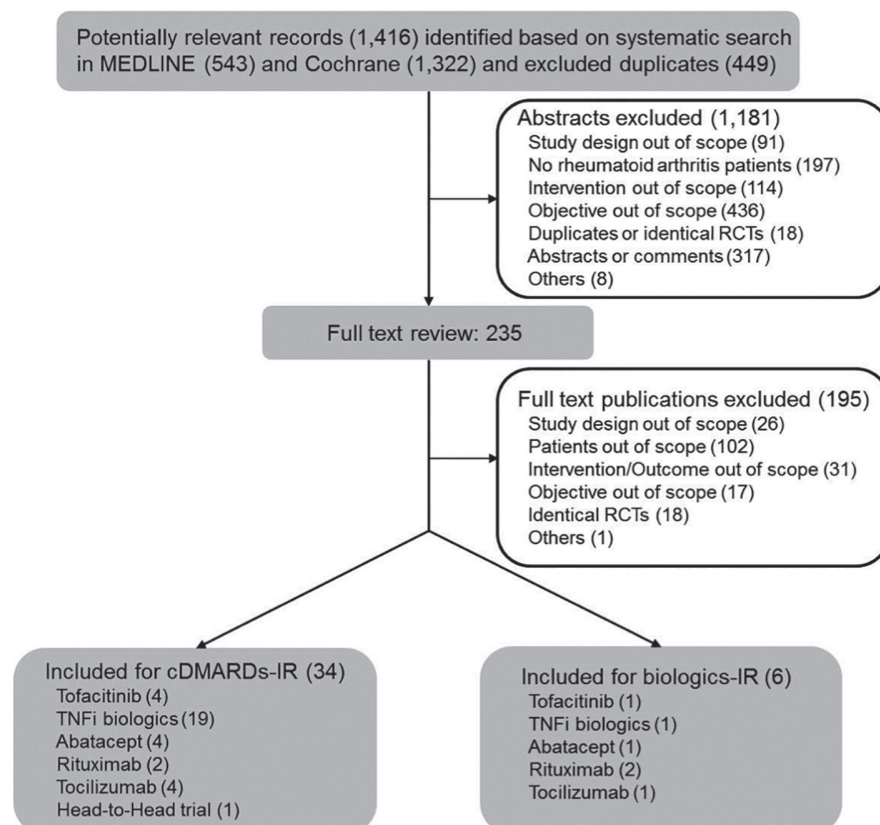 Potentially relevant records (1,416) identified based on systematic search
in MEDLINE (543) and Cochrane (1,322) and excluded duplicates (449)
Abstracts excluded (1,181)
Study design out of scope (91)
No rheumatoid arthritis patients (197)
Intervention out of scope (114)
Objective out of scope (436)
Duplicates or identical RCTs (18)
Abstracts or comments (317)
Others (8)
Full text review: 235
Full text publications excluded (195)
Study design out of scope (26)
Patients out of scope (102)
Intervention/Outcome out of scope (31)
Objective out of scope (17)
Identical RCTs (18)
Others (1)
Included for cDMARDs-IR (34)
Tofacitinib (4)
TNFi biologics (19)
Abatacept (4)
Rituximab (2)
Tocilizumab (4)
Head-to-Head trial (1)
Included for biologics-IR (6)
Tofacitinib (1)
TNFi biologics (1)
Abatacept (1)
Rituximab (2)
Tocilizumab (1)